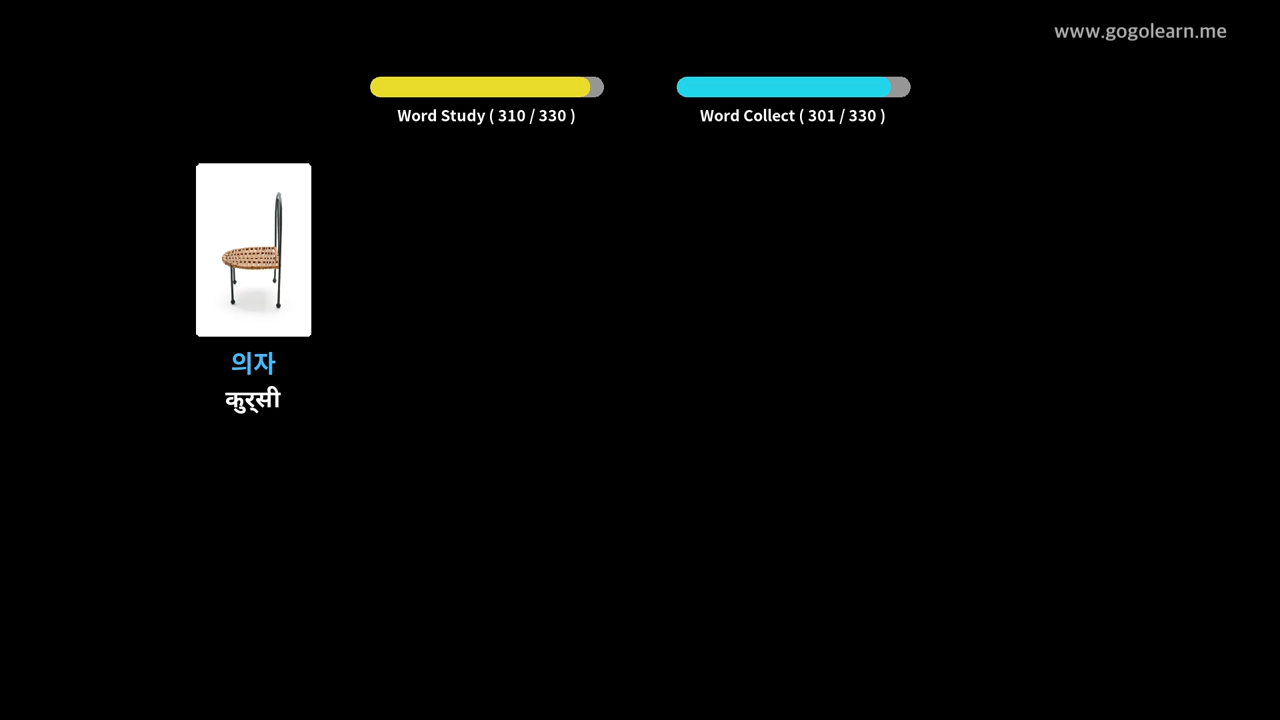 www.gogolearn.me
Word Study ( 310 / 330 )
Word Collect ( 301 / 330 )
의자
कुर्सी